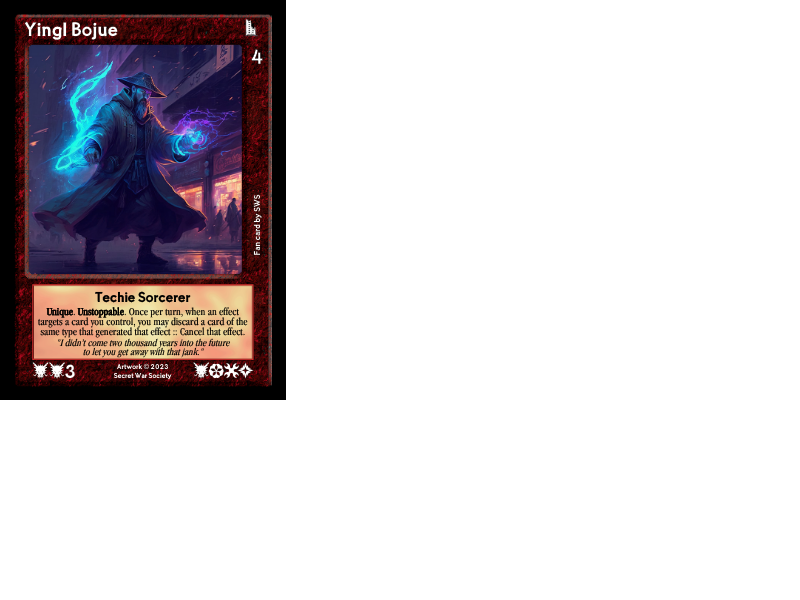 Yingl Bojue
4
Fan card by SWS
Techie Sorcerer
Unique. Unstoppable. Once per turn, when an effect
targets a card you control, you may discard a card of the
same type that generated that effect :: Cancel that effect.
"I didn't come two thousand years into the future
to let you get away with that jank."
3
Artwork © 2023
Secret War Society